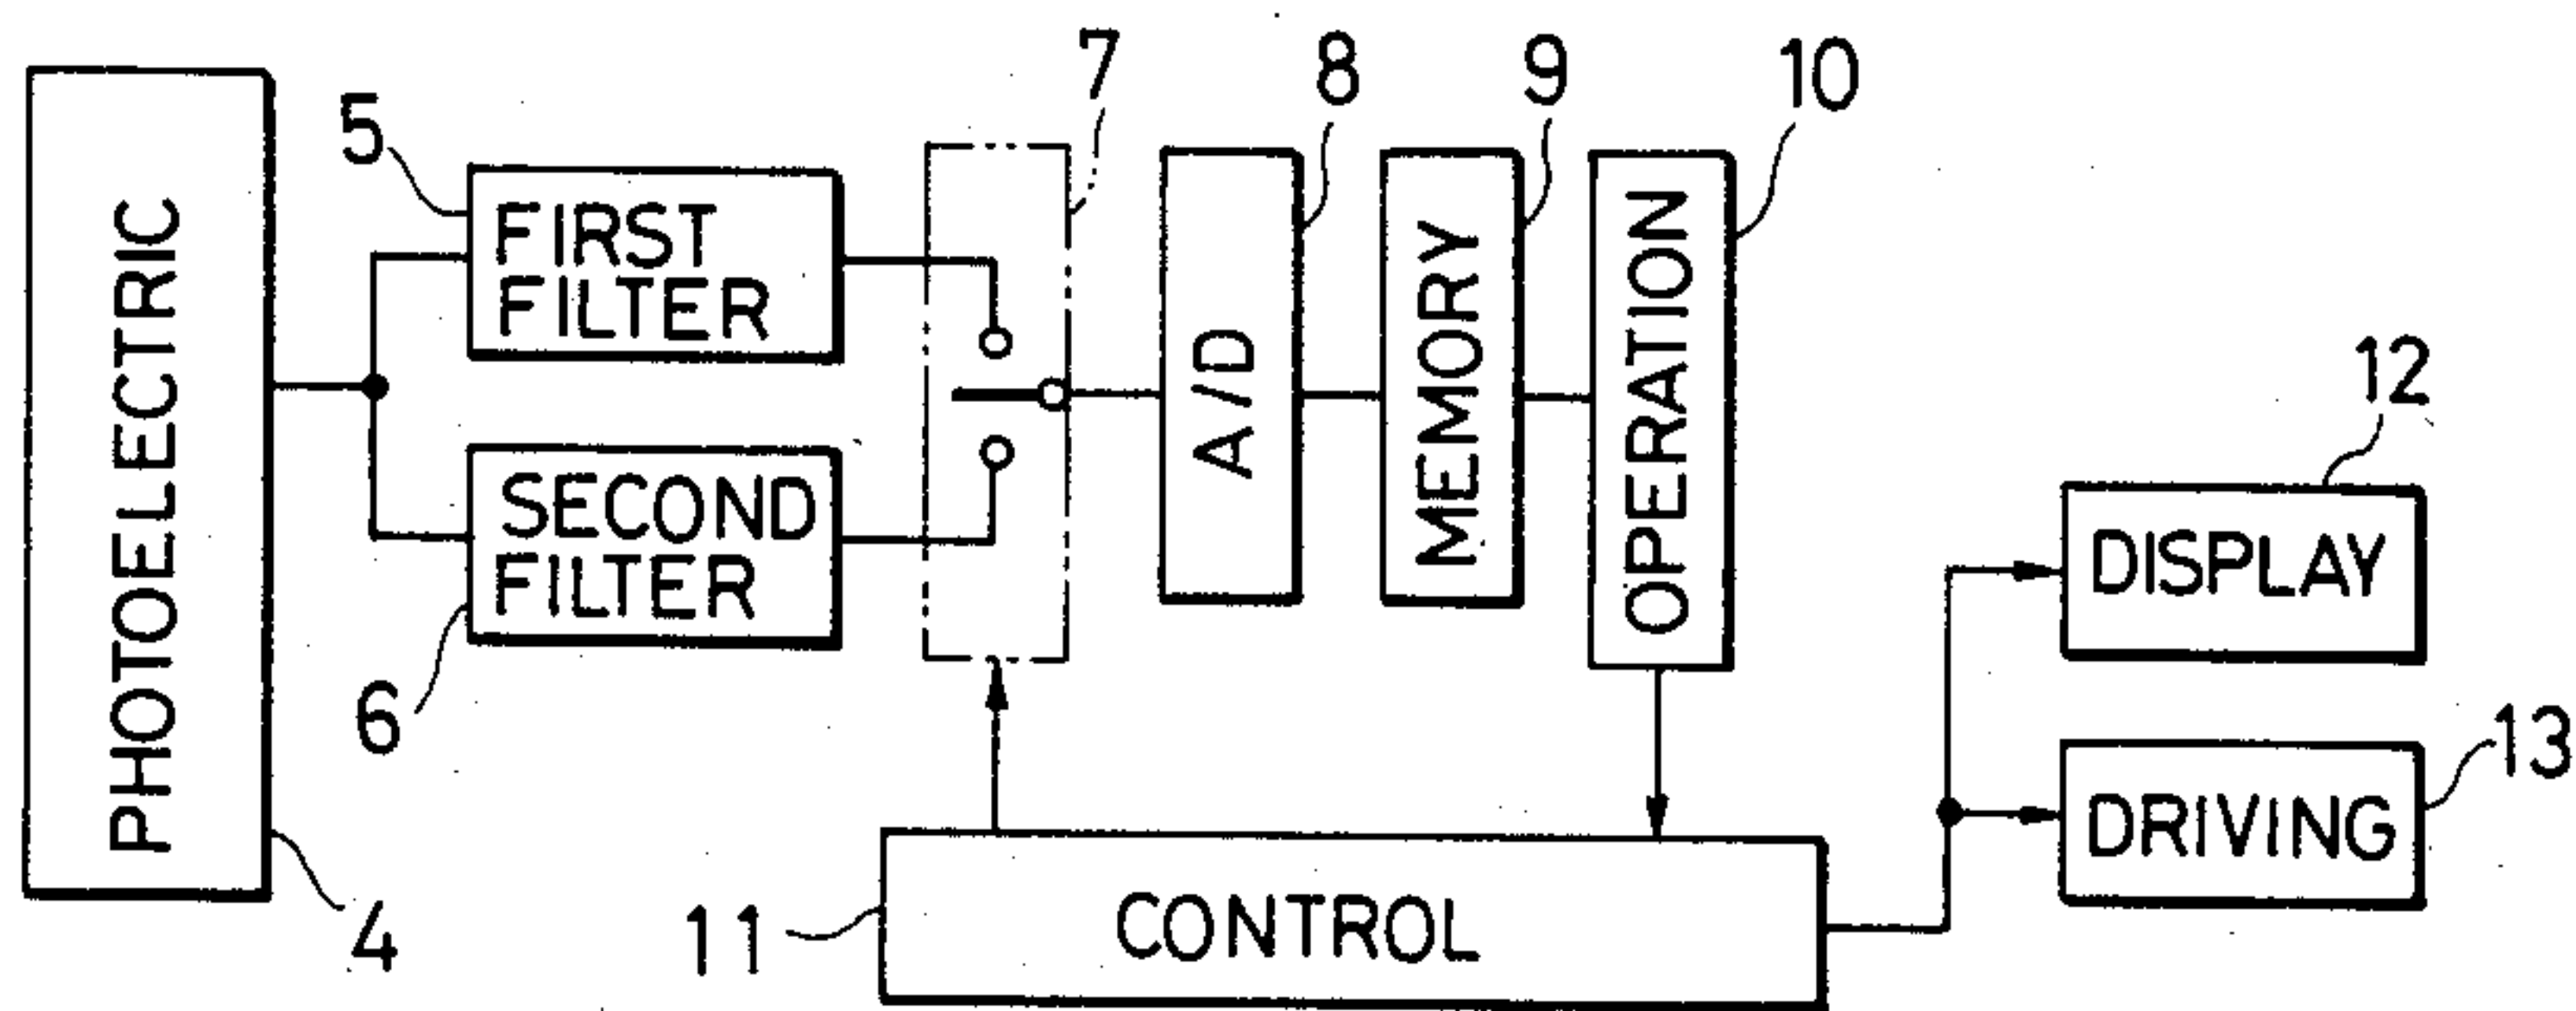 PHOTOELECTRIC
4
5
FIRST
FILTER
SECOND
FILTER
6
7
A/D
8
MEMORY
9
OPERATION
10
CONTROL
11
DISPLAY
12
DRIVING
13